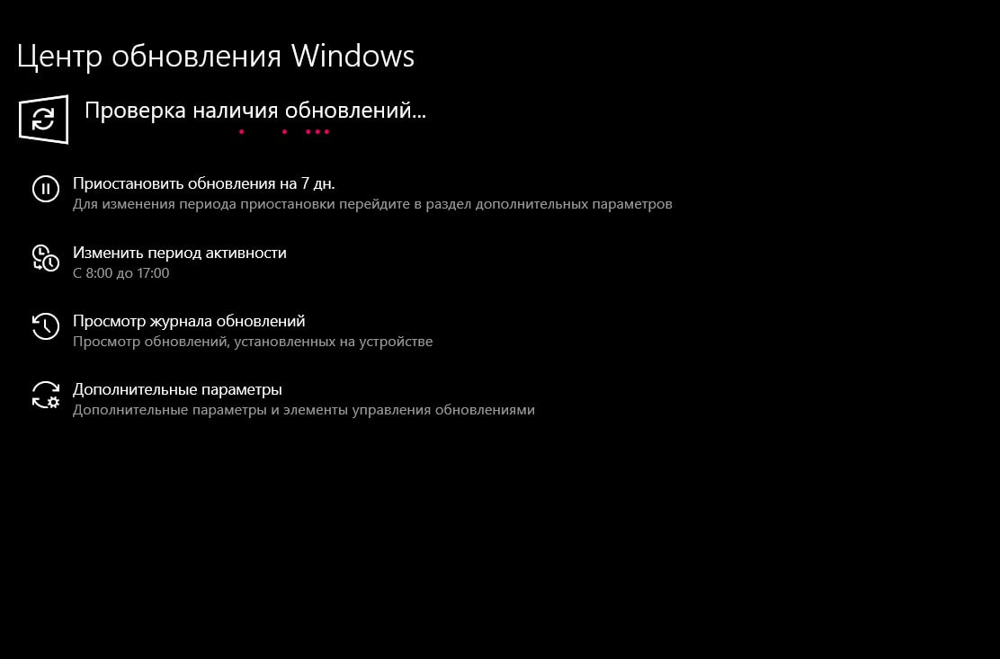 Центр обновления Windows
Проверка наличия обновлений...
Приостановить обновления на 7 дн.
Для изменения периода приостановки перейдите в раздел дополнительных параметров
Изменить период активности
С 8:00 до 17:00
Просмотр журнала обновлений
Просмотр обновлений, установленных на устройстве
Дополнительные параметры
Дополнительные параметры и элементы управления обновлениями